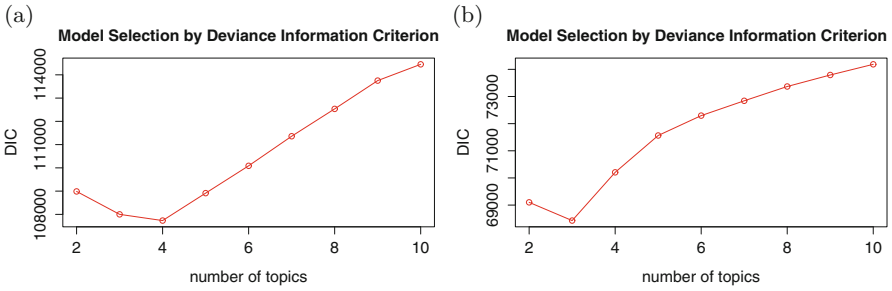 (a)
Model Selection by Deviance Information Criterion
DIC
114000
111000
108000
2 4 6 8 10
number of topics
(b)
Model Selection by Deviance Information Criterion
DIC
73000
71000
69000
2 4 6 8 10
number of topics